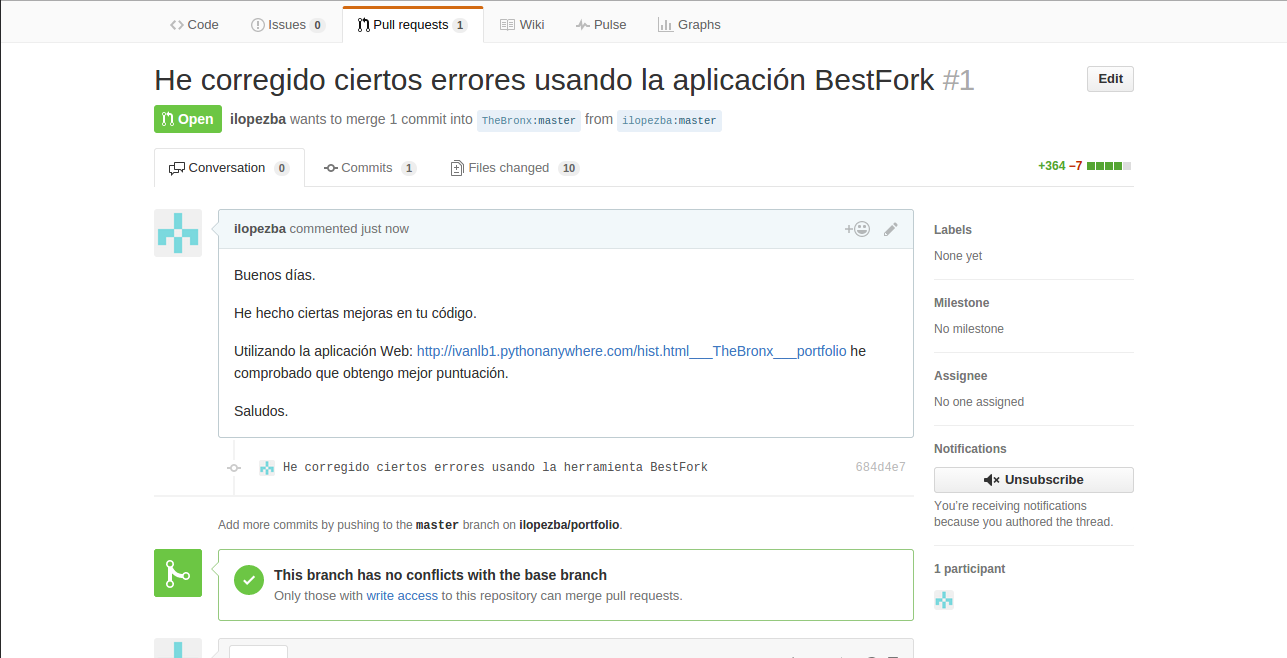 Code Issues 0 Pull requests 1 Wiki Pulse Graphs
He corregido ciertos errores usando la aplicación BestFork #1 Edit
Open ilopezba wants to merge 1 commit into TheBronx:master from ilopezba:master
Conversation 0 Commits 1 Files changed 10 +364 −7
ilopezba commented just now
Buenos días.
He hecho ciertas mejoras en tu código.
Utilizando la aplicación Web: http://ivanlb1.pythonanywhere.com/hist.html___TheBronx___portfolio he
comprobado que obtengo mejor puntuación.
Saludos.
He corregido ciertos errores usando la herramienta BestFork 684d4e7
Add more commits by pushing to the master branch on ilopezba/portfolio.
This branch has no conflicts with the base branch
Only those with write access to this repository can merge pull requests.
Labels
None yet
Milestone
No milestone
Assignee
No one assigned
Notifications
Unsubscribe
You're receiving notifications
because you authored the thread.
1 participant